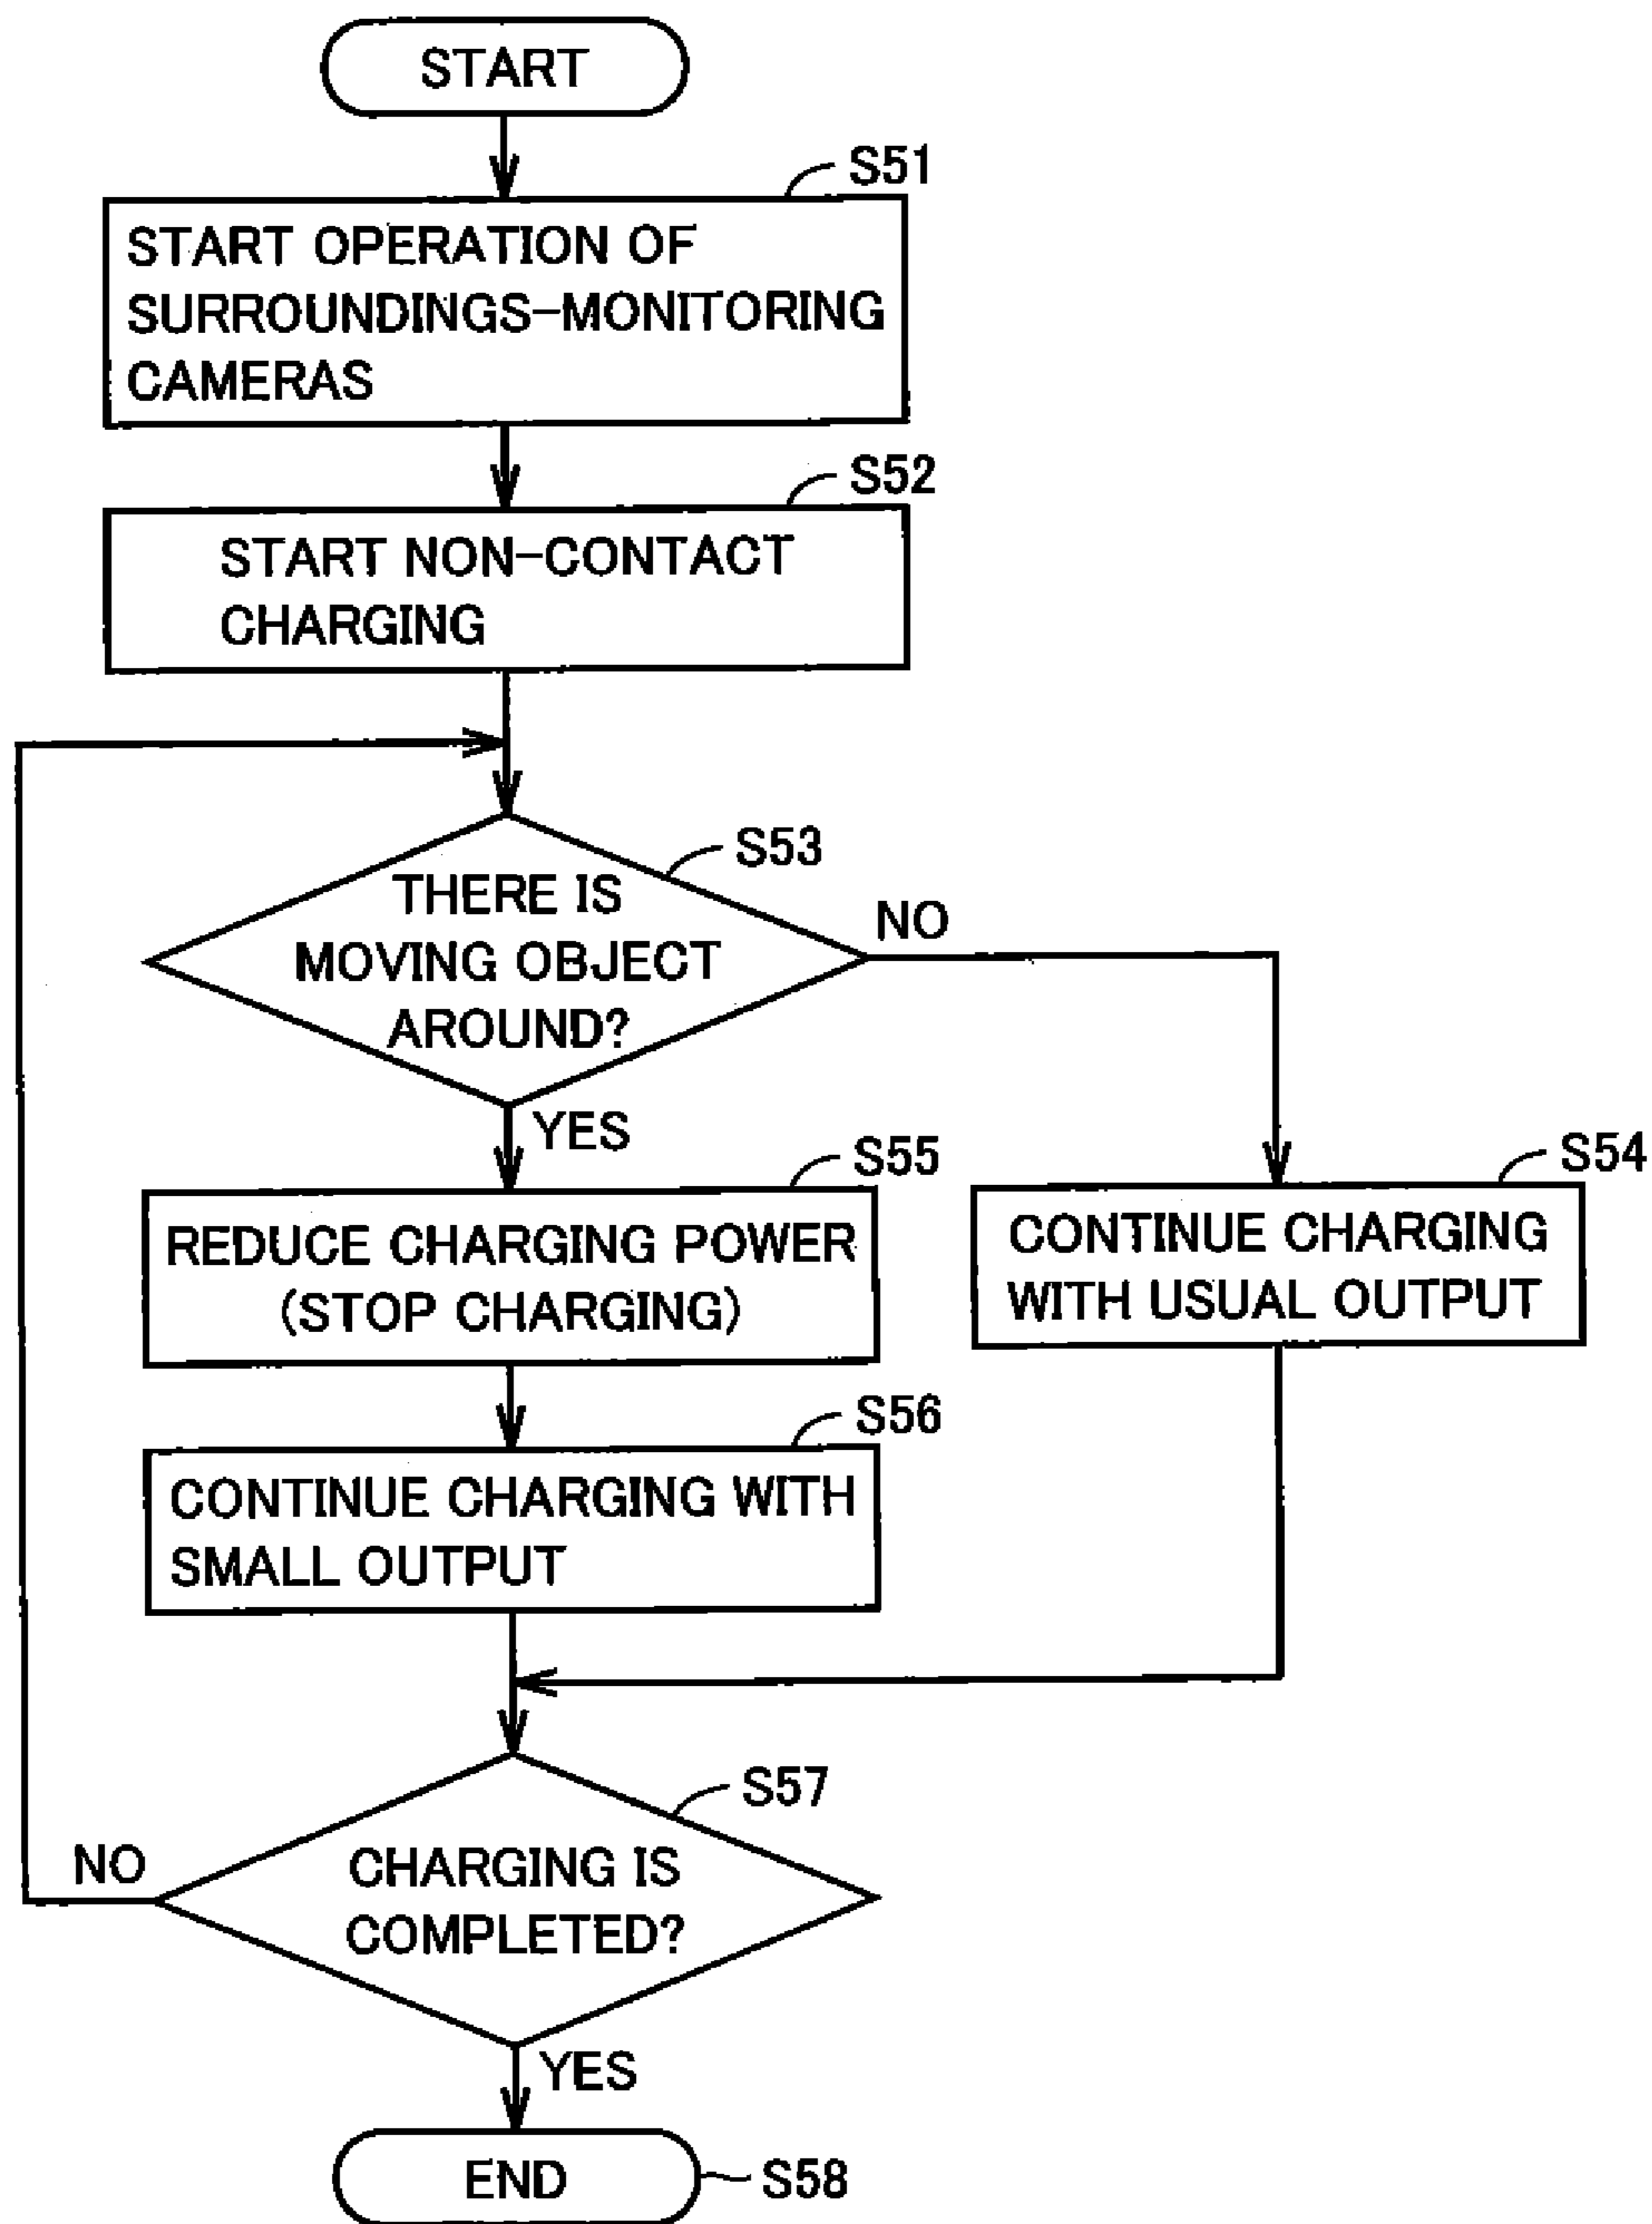 START
S51
START OPERATION OF
SURROUNDINGS-MONITORING
CAMERAS
S52
START NON-CONTACT
CHARGING
S53
THERE IS
MOVING OBJECT
AROUND?
NO
YES
S55
REDUCE CHARGING POWER
(STOP CHARGING)
S54
CONTINUE CHARGING
WITH USUAL OUTPUT
S56
CONTINUE CHARGING WITH
SMALL OUTPUT
S57
CHARGING IS
COMPLETED?
NO
YES
END
S58